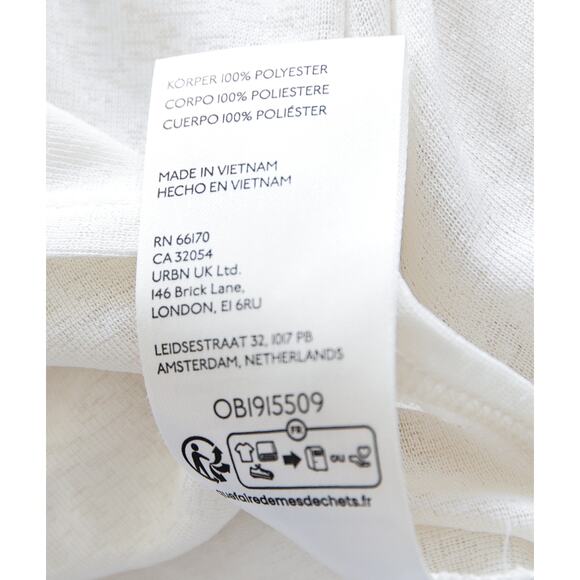 KÖRPER 100% POLYESTER
CORPO 100% POLIESTERE
CUERPO 100% POLIÉSTER
MADE IN VIETNAM
HECHO EN VIETNAM
RN 66170
CA 32054
URBN UK Ltd.
146 Brick Lane,
LONDON, E1 6RU
LEIDSESTRAAT 32, 1017 PB
AMSTERDAM, NETHERLANDS
OB1915509
FR
OU
quefairedemesdechets.fr